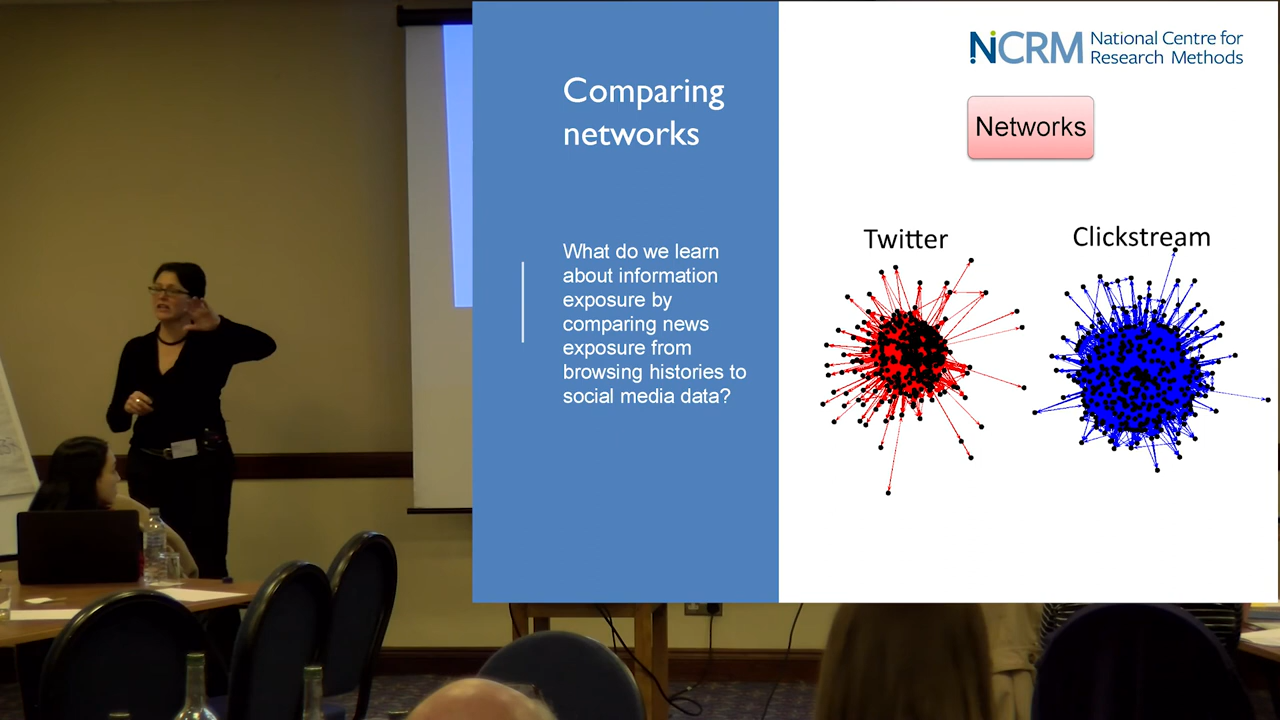 Comparing
networks
What do we learn
about information
exposure by
comparing news
exposure from
browsing histories to
social media data?
NCRM National Centre for
Research Methods
Networks
Twitter
Clickstream